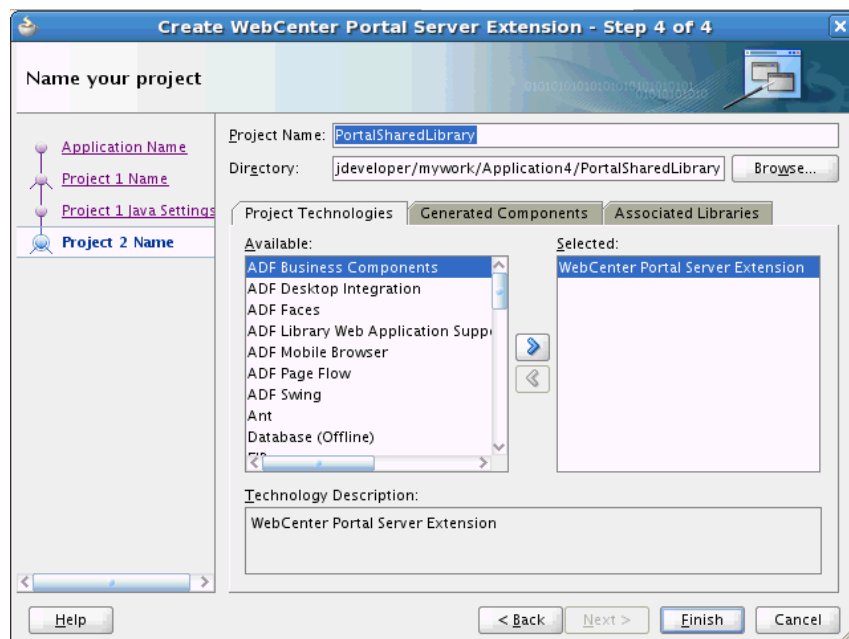 Create WebCenter Portal Server Extension - Step 4 of 4
Name your project
Application Name
Project 1 Name
Project 1 Java Settings
Project 2 Name
Project Name: PortalSharedLibrary
Directory: jdeveloper/mywork/Application4/PortalSharedLibrary Browse...
Project Technologies Generated Components Associated Libraries
Available: Selected:
ADF Business Components WebCenter Portal Server Extension
ADF Desktop Integration
ADF Faces
ADF Library Web Application Suppo
ADF Mobile Browser
ADF Page Flow
ADF Swing
Ant
Database (Offline)
Technology Description:
WebCenter Portal Server Extension
Help < Back Next > Finish Cancel